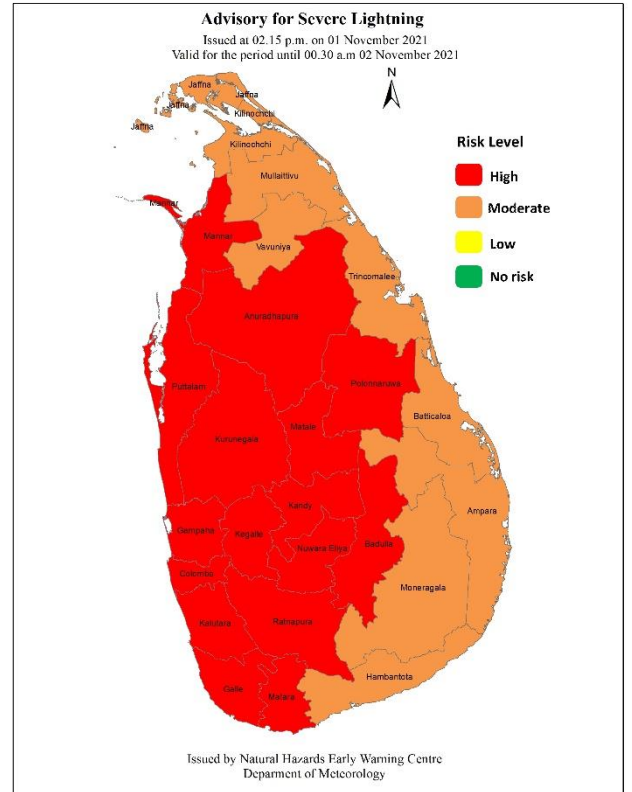 Advisory for Severe Lightning
Issued at 02.15 p.m. on 01 November 2021
Valid for the period until 00.30 a.m 02 November 2021
N
Jaffna
Jaffna
Jaffna
Kilinochchi
Jaffna
Kilinochchi
Mullaittivu
Risk Level
High
Moderate
Low
No risk
Mannar
Mannar
Vavuniya
Trincomalee
Anuradhapura
Puttalam
Polonnaruwa
Batticaloa
Kurunegala
Matale
Kandy
Ampara
Gampaha
Kegalle
Nuwara Eliya
Badulla
Colombo
Moneragala
Kalutara
Ratnapura
Hambantota
Galle
Matara
Issued by Natural Hazards Early Warning Centre
Deparment of Meteorology